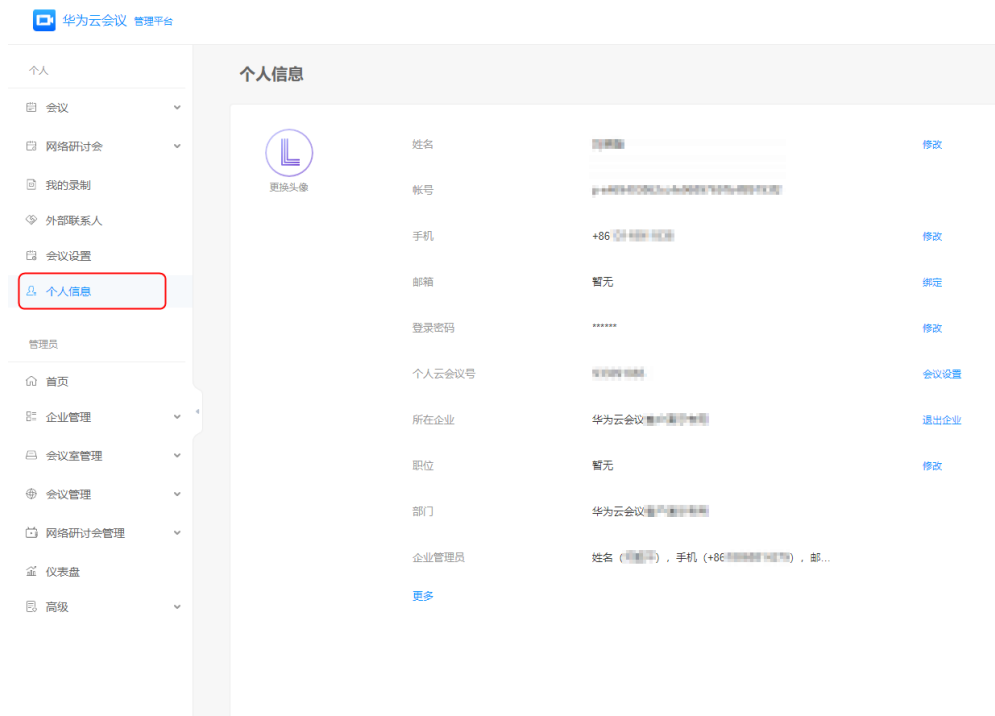 华为云会议 管理平台
个人
会议
网络研讨会
我的录制
外部联系人
会议设置
个人信息
管理员
首页
企业管理
会议室管理
会议管理
网络研讨会管理
仪表盘
高级
个人信息
更换头像
姓名 修改
帐号
手机 +86 修改
邮箱 暂无 绑定
登录密码 ****** 修改
个人云会议号 会议设置
所在企业 华为云会议 退出企业
职位 暂无 修改
部门 华为云会议
企业管理员 姓名（ ），手机（+86 ），邮...
更多